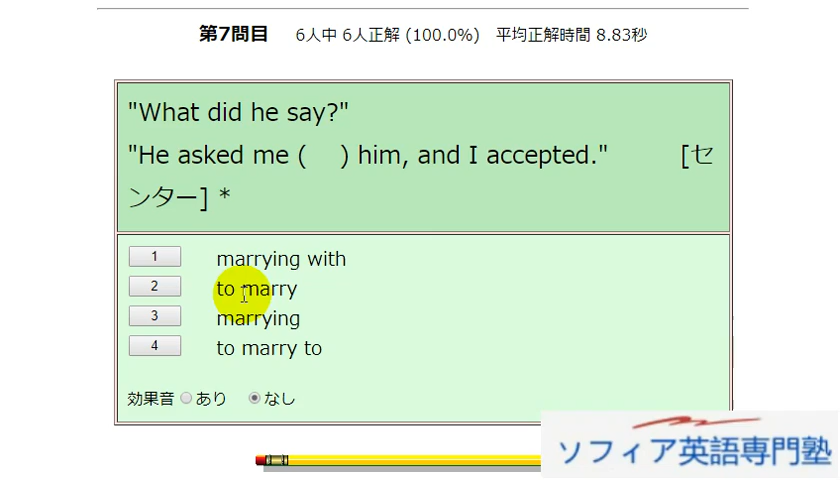 第7問目 6人中 6人正解 (100.0%) 平均正解時間 8.83秒
"What did he say?"
"He asked me (   ) him, and I accepted." [セ
ンター] *
1 marrying with
2 to marry
3 marrying
4 to marry to
効果音 あり なし
ソフィア英語専門塾